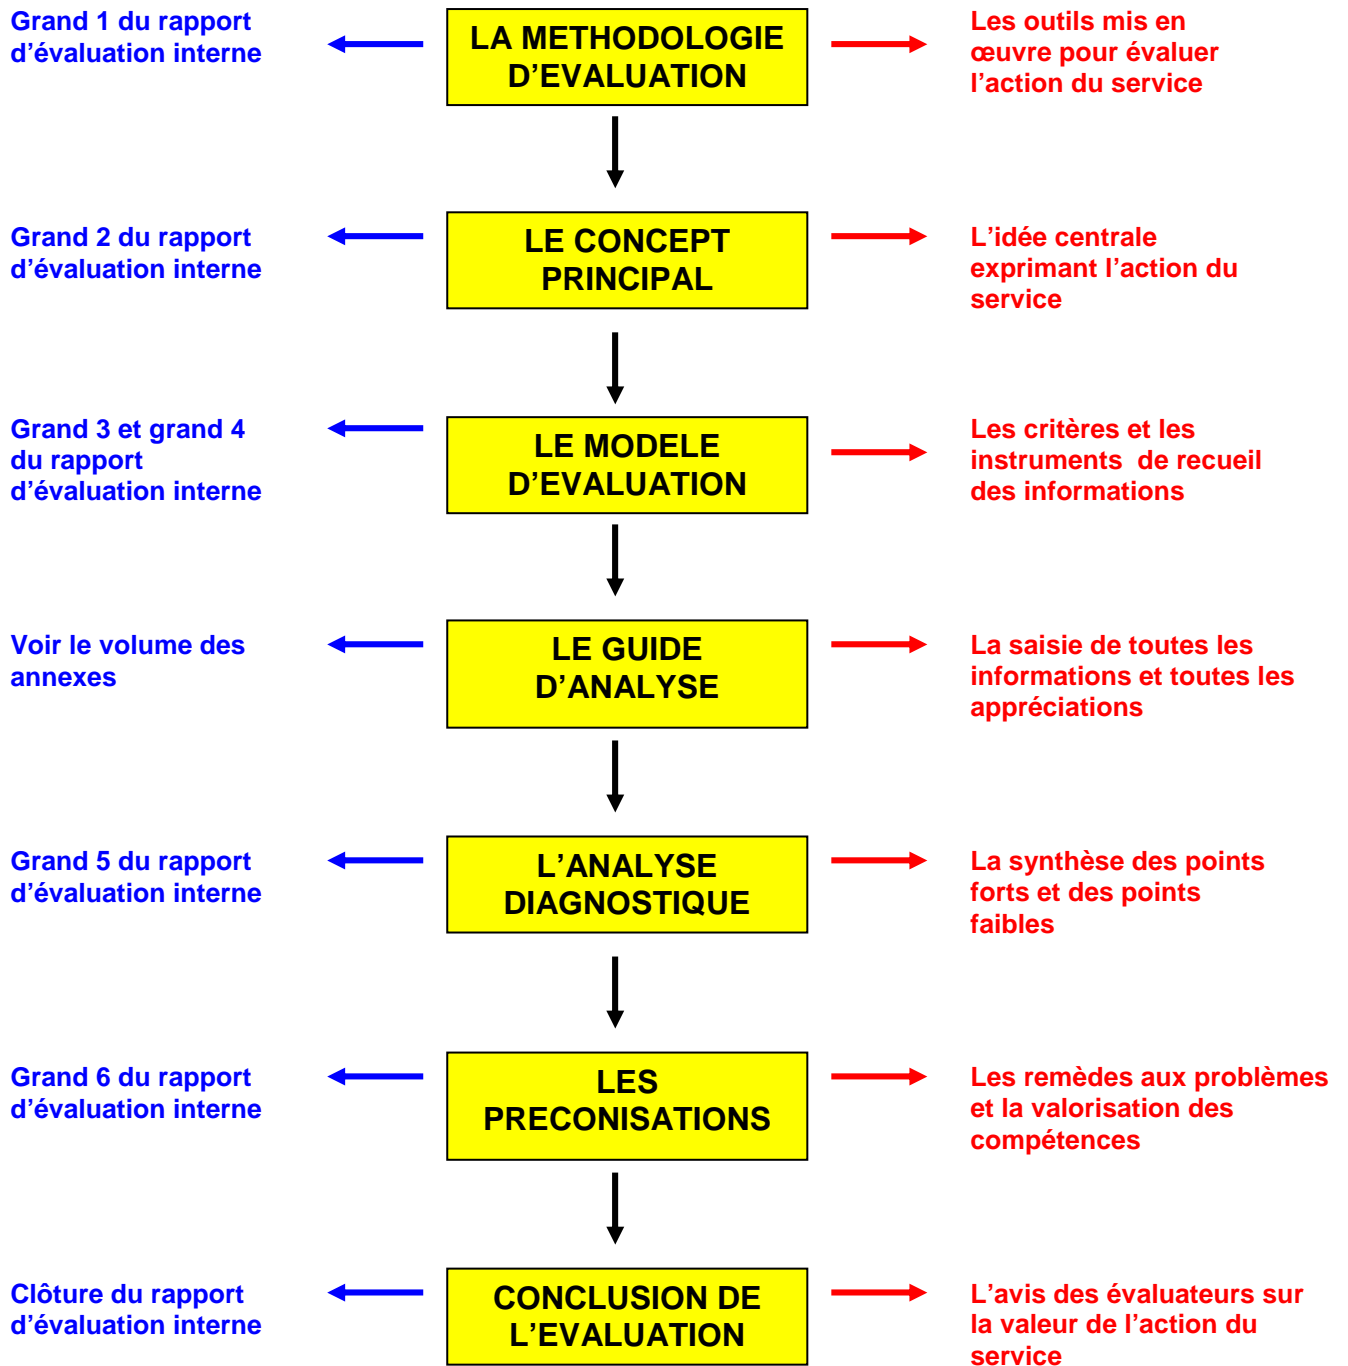 Grand 1 du rapport
d’évaluation interne
LA METHODOLOGIE
D’EVALUATION
Les outils mis en
œuvre pour évaluer
l’action du service
Grand 2 du rapport
d’évaluation interne
LE CONCEPT
PRINCIPAL
L’idée centrale
exprimant l’action du
service
Grand 3 et grand 4
du rapport
d’évaluation interne
LE MODELE
D’EVALUATION
Les critères et les
instruments  de recueil
des informations
Voir le volume des
annexes
LE GUIDE
D’ANALYSE
La saisie de toutes les
informations et toutes les
appréciations
Grand 5 du rapport
d’évaluation interne
L’ANALYSE
DIAGNOSTIQUE
La synthèse des points
forts et des points
faibles
Grand 6 du rapport
d’évaluation interne
LES
PRECONISATIONS
Les remèdes aux problèmes
et la valorisation des
compétences
Clôture du rapport
d’évaluation interne
CONCLUSION DE
L’EVALUATION
L’avis des évaluateurs sur
la valeur de l’action du
service